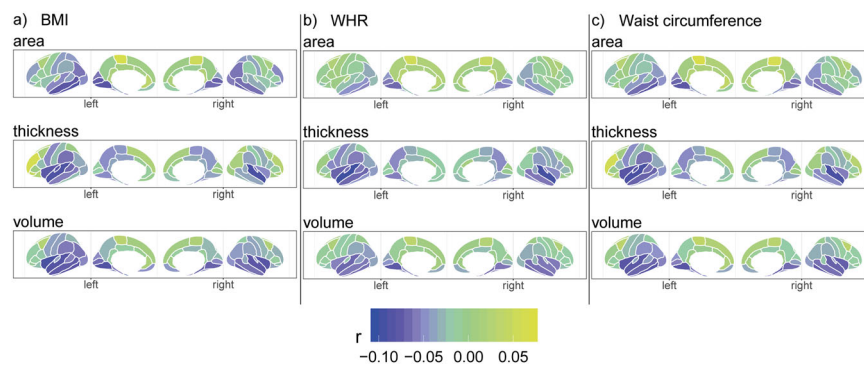 a) BMI
area
left right
thickness
left right
volume
left right
b) WHR
area
left right
thickness
left right
volume
left right
c) Waist circumference
area
left right
thickness
left right
volume
left right
r
−0.10 −0.05 0.00 0.05